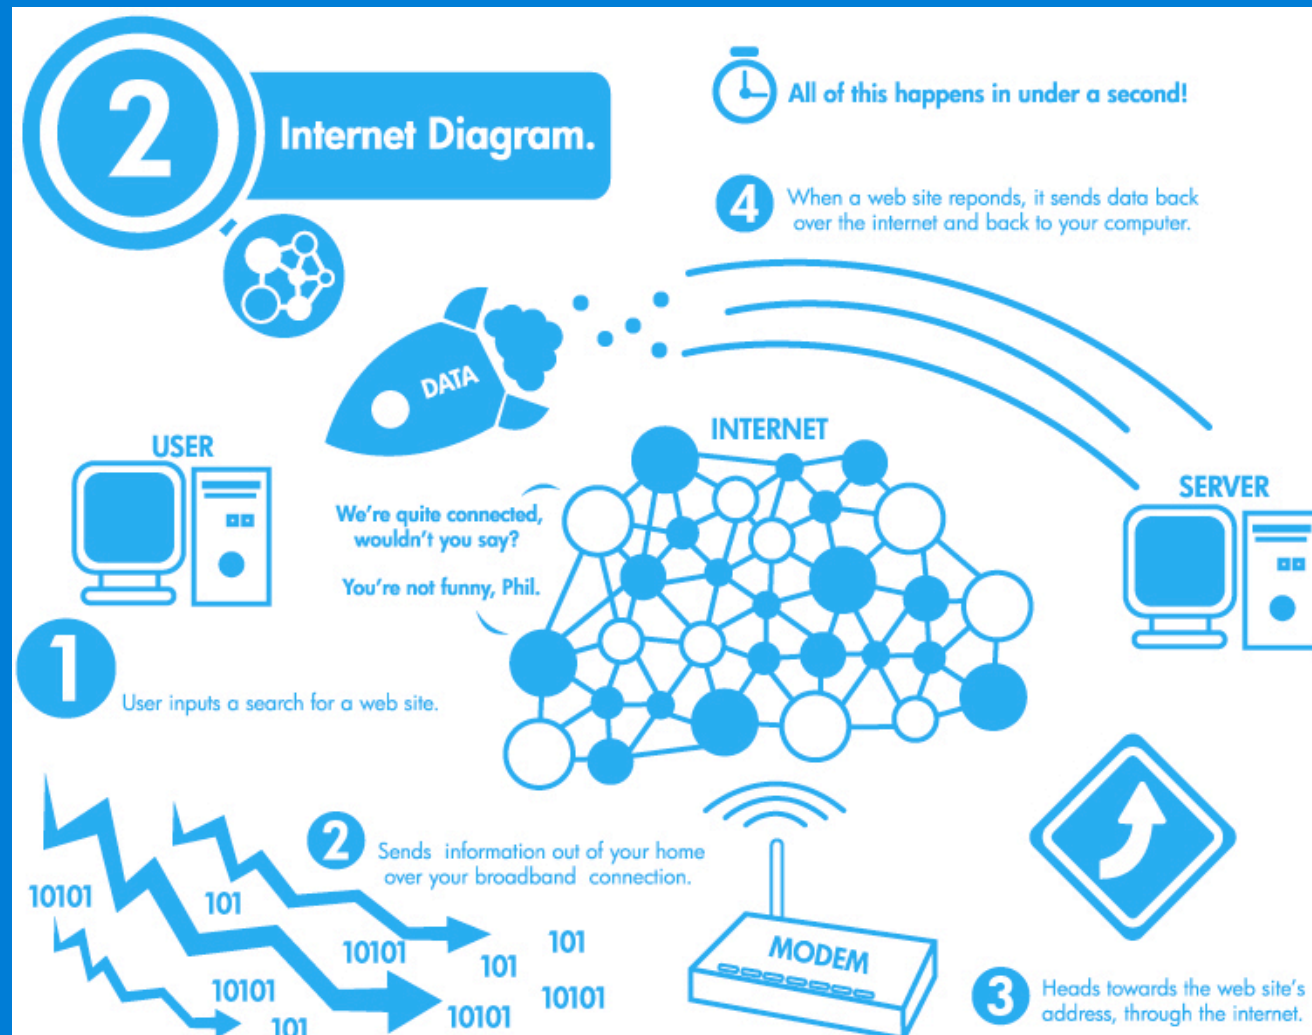 2
Internet Diagram.
All of this happens in under a second!
4
When a web site reponds, it sends data back
over the internet and back to your computer.
DATA
USER
INTERNET
SERVER
We're quite connected,
wouldn't you say?
You're not funny, Phil.
1
User inputs a search for a web site.
2
Sends information out of your home
over your broadband connection.
10101
101
10101
101
101
10101
10101
10101
101
MODEM
3
Heads towards the web site's
address, through the internet.